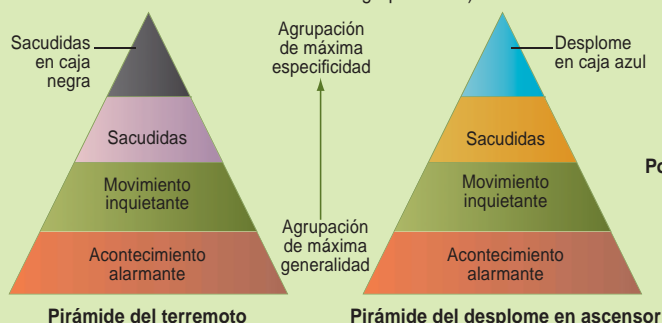 Sacudidas
en caja
negra
Sacudidas
Movimiento
inquietante
Acontecimiento
alarmante
Pirámide del terremoto
Agrupación
de máxima
especificidad
Agrupación
de máxima
generalidad
Desplome
en caja azul
Sacudidas
Movimiento
inquietante
Acontecimiento
alarmante
Pirámide del desplome en ascensor